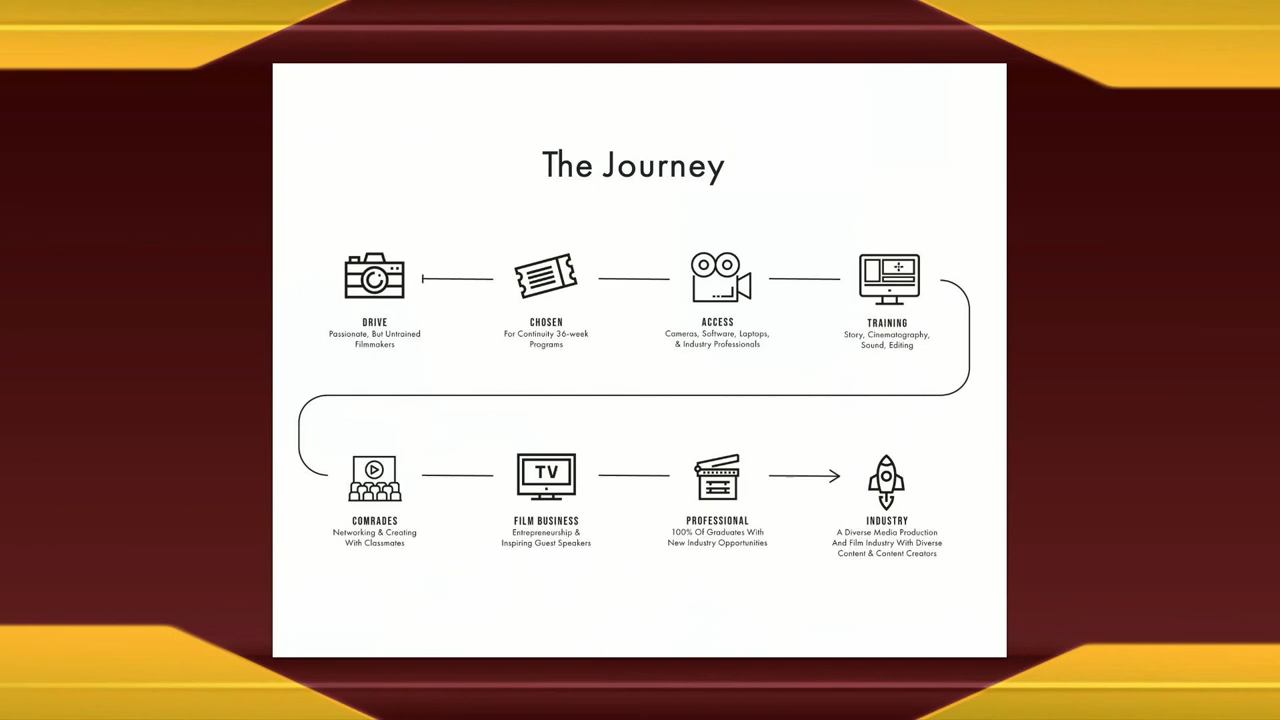 The Journey
DRIVE
Passionate, But Untrained
Filmmakers
CHOSEN
For Continuity 36-week
Programs
ACCESS
Cameras, Software, Laptops,
& Industry Professionals
TRAINING
Story, Cinematography,
Sound, Editing
COMRADES
Networking & Creating
With Classmates
TV
FILM BUSINESS
Entrepreneurship &
Inspiring Guest Speakers
PROFESSIONAL
100% Of Graduates With
New Industry Opportunities
INDUSTRY
A Diverse Media Production
And Film Industry With Diverse
Content & Content Creators